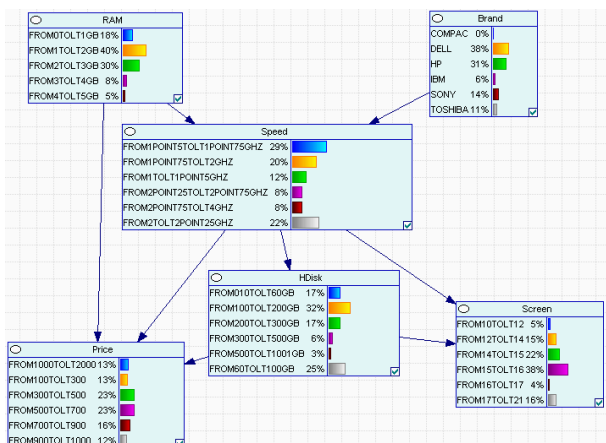 RAM
FROM0TOLT1GB 18%
FROM1TOLT2GB 40%
FROM2TOLT3GB 30%
FROM3TOLT4GB 8%
FROM4TOLT5GB 5%
Brand
COMPAC 0%
DELL 38%
HP 31%
IBM 6%
SONY 14%
TOSHIBA 11%
Speed
FROM1POINT5TOLT1POINT75GHZ 29%
FROM1POINT75TOLT2GHZ 20%
FROM1TOLT1POINT5GHZ 12%
FROM2POINT25TOLT2POINT75GHZ 8%
FROM2POINT75TOLT4GHZ 8%
FROM2TOLT2POINT25GHZ 22%
HDisk
FROM010TOLT60GB 17%
FROM100TOLT200GB 32%
FROM200TOLT300GB 17%
FROM300TOLT500GB 6%
FROM500TOLT1001GB 3%
FROM60TOLT100GB 25%
Screen
FROM10TOLT12 5%
FROM12TOLT14 15%
FROM14TOLT15 22%
FROM15TOLT16 38%
FROM16TOLT17 4%
FROM17TOLT21 16%
Price
FROM1000TOLT2000 13%
FROM100TOLT300 13%
FROM300TOLT500 23%
FROM500TOLT700 23%
FROM700TOLT900 16%
FROM900TOLT1000 12%